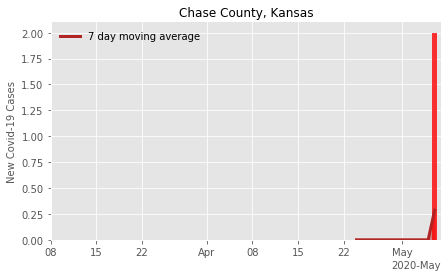 Chase County, Kansas
7 day moving average
New Covid-19 Cases
2.00
1.75
1.50
1.25
1.00
0.75
0.50
0.25
0.00
08 15 22 Apr 08 15 22 May
2020-May